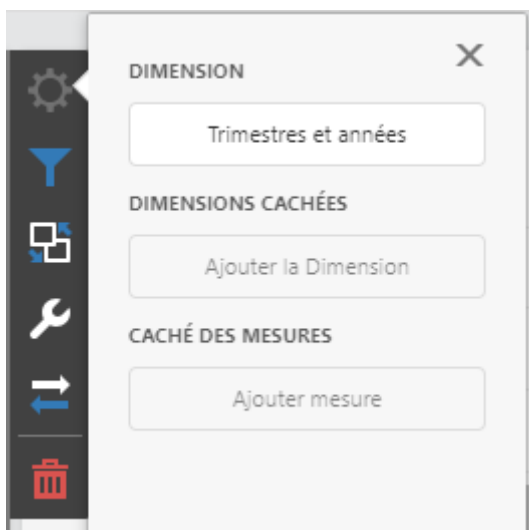 DIMENSION
Trimestres et années
DIMENSIONS CACHÉES
Ajouter la Dimension
CACHÉ DES MESURES
Ajouter mesure